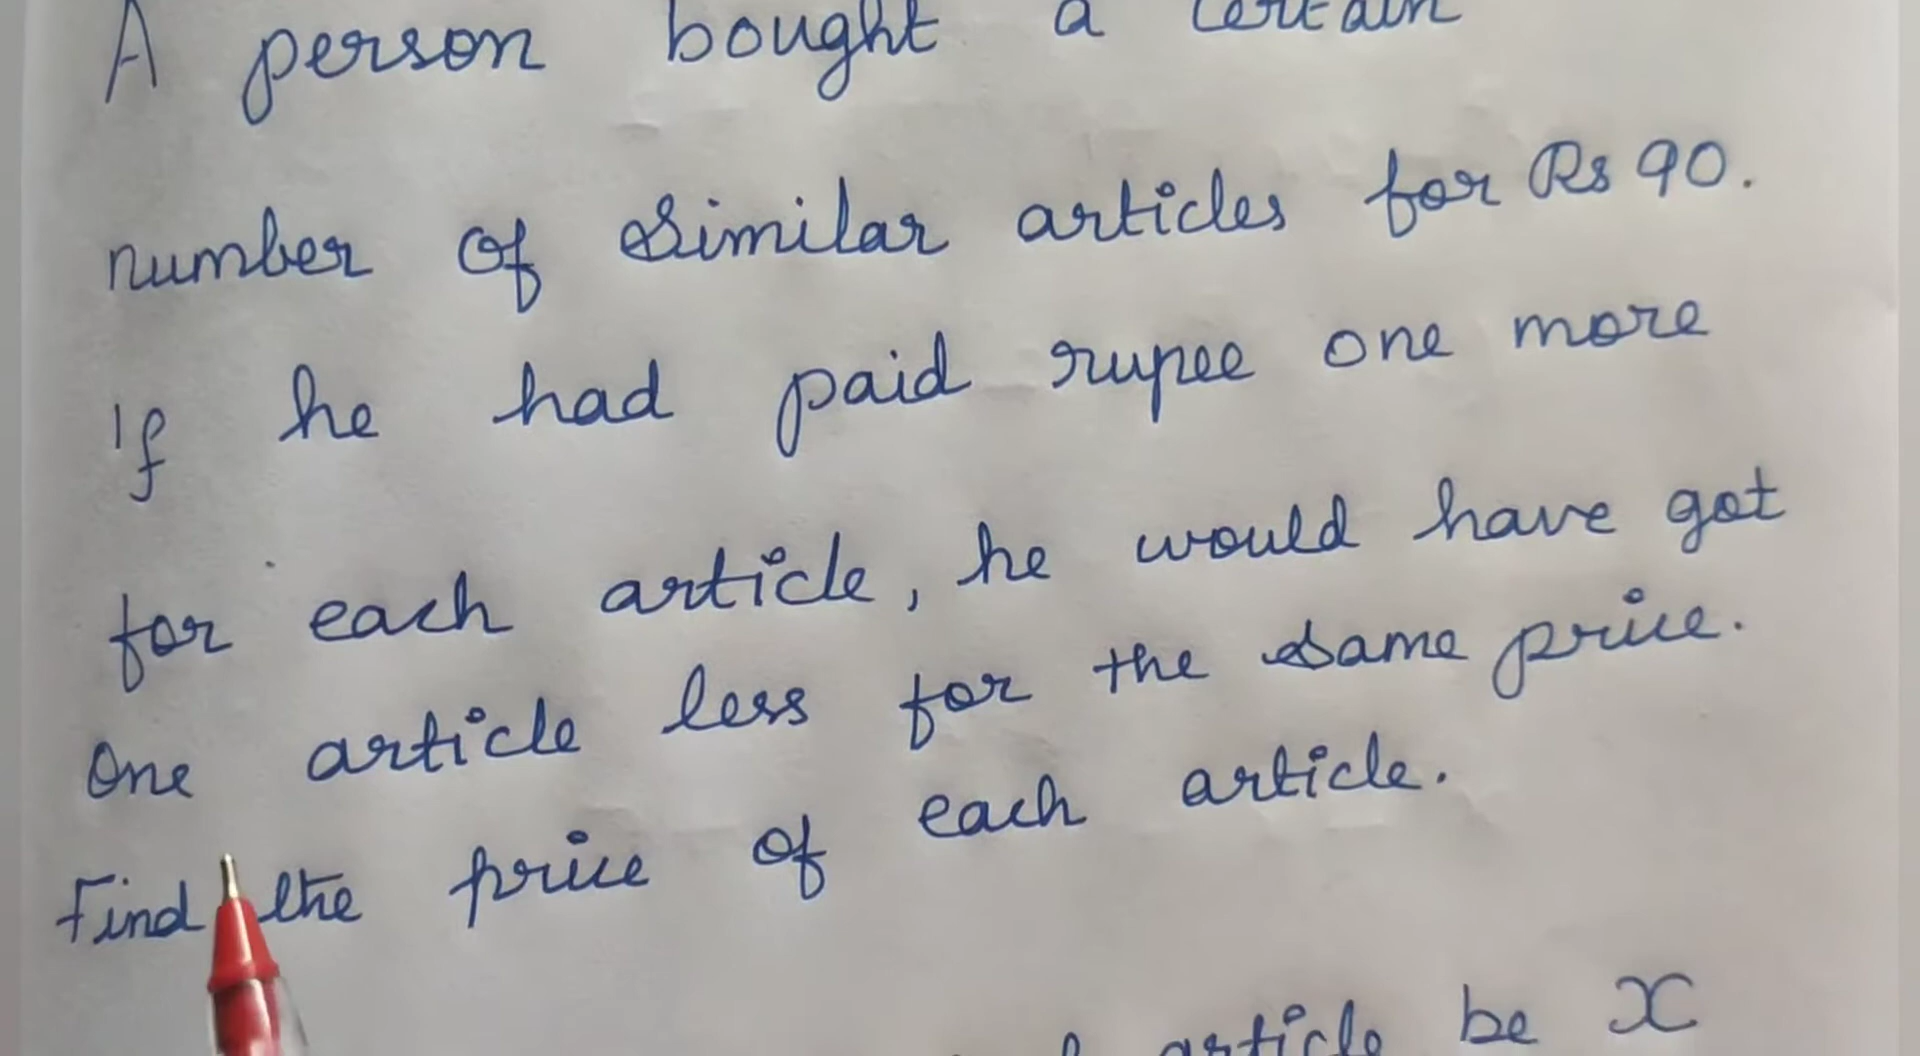 A person bought a certain
number of similar articles for Rs 90.
If he had paid rupee one more
for each article, he would have got
One article less for the same price.
Find the price of each article.
article be x